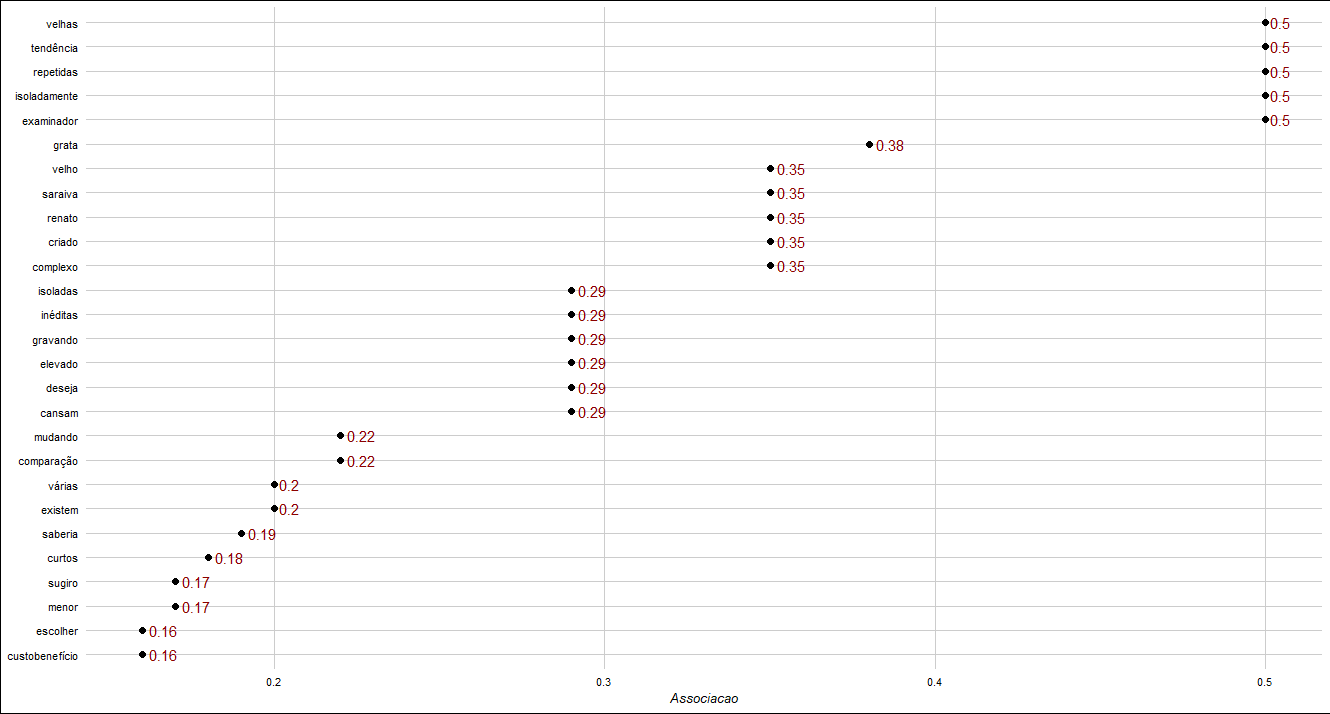 velhas 0.5
tendência 0.5
repetidas 0.5
isoladamente 0.5
examinador 0.5
grata 0.38
velho 0.35
saraiva 0.35
renato 0.35
criado 0.35
complexo 0.35
isoladas 0.29
inéditas 0.29
gravando 0.29
elevado 0.29
deseja 0.29
cansam 0.29
mudando 0.22
comparação 0.22
várias 0.2
existem 0.2
saberia 0.19
curtos 0.18
sugiro 0.17
menor 0.17
escolher 0.16
custobenefício 0.16
0.2 0.3 0.4 0.5
Associacao